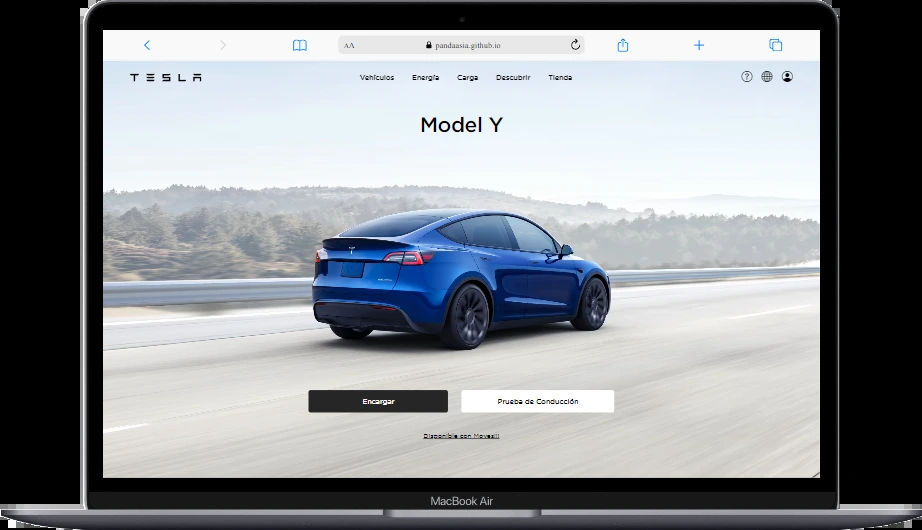 AA pandaasia.github.io
TESLA Vehículos Energía Carga Descubrir Tienda ?
Model Y
Encargar Prueba de Conducción
Disponible con MovesIII
MacBook Air